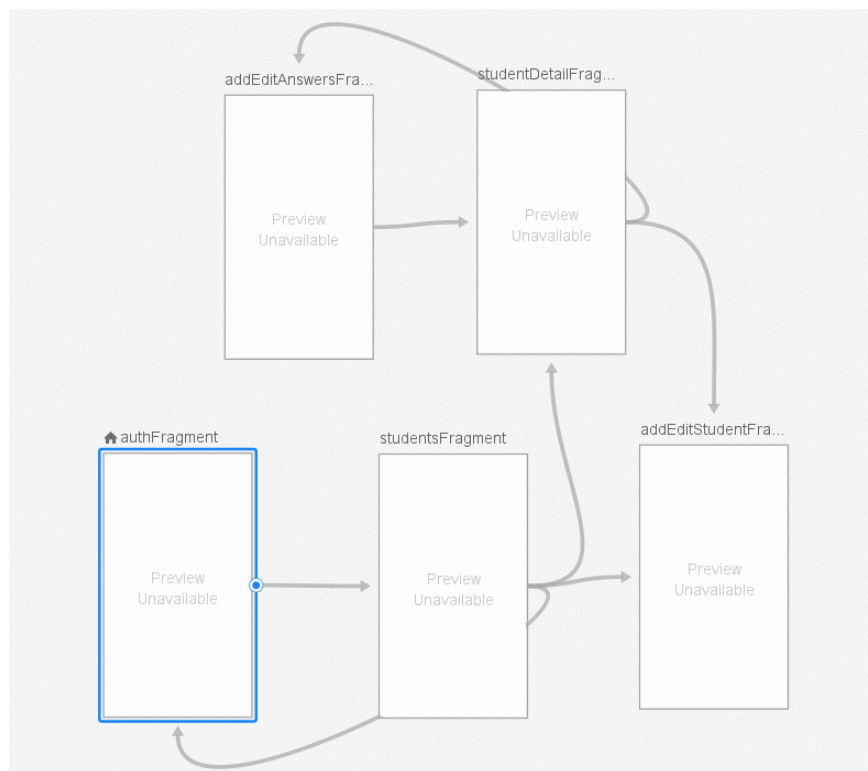 addEditAnswersFra...
studentDetailFrag...
Preview
Unavailable
Preview
Unavailable
authFragment
studentsFragment
addEditStudentFra...
Preview
Unavailable
Preview
Unavailable
Preview
Unavailable